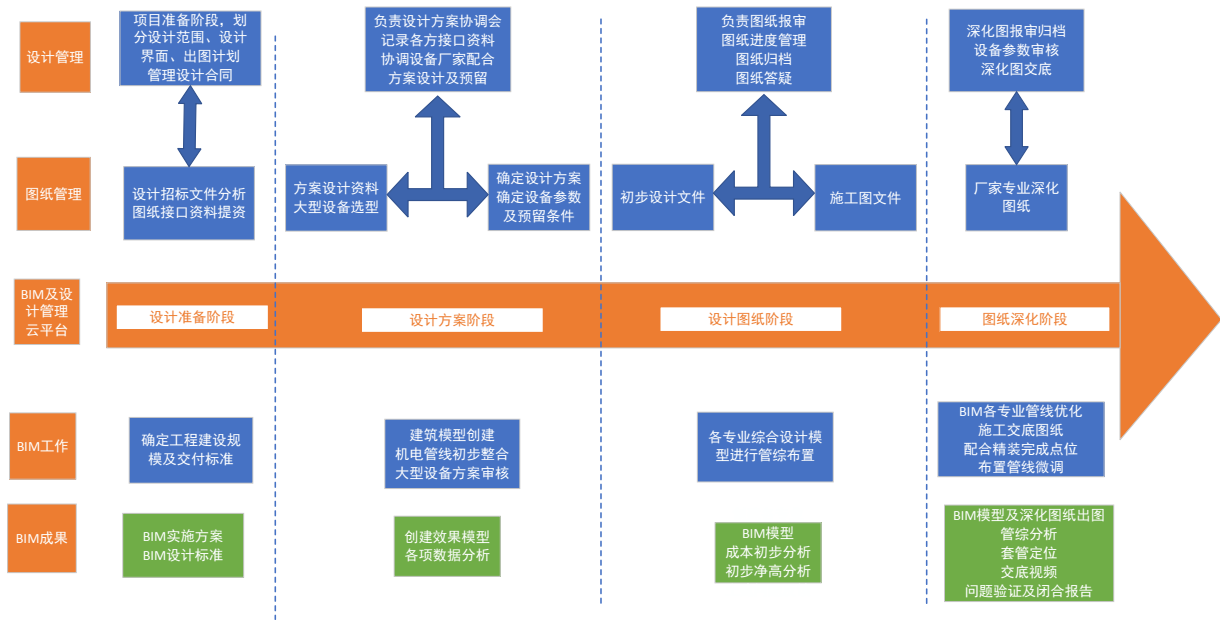 设计管理
项目准备阶段，划
分设计范围、设计
界面、出图计划
管理设计合同
负责设计方案协调会
记录各方接口资料
协调设备厂家配合
方案设计及预留
负责图纸报审
图纸进度管理
图纸归档
图纸答疑
深化图报审归档
设备参数审核
深化图交底
图纸管理
设计招标文件分析
图纸接口资料提资
方案设计资料
大型设备选型
确定设计方案
确定设备参数
及预留条件
初步设计文件
施工图文件
厂家专业深化
图纸
BIM及设
计管理
云平台
设计准备阶段
设计方案阶段
设计图纸阶段
图纸深化阶段
BIM工作
确定工程建设规
模及交付标准
建筑模型创建
机电管线初步整合
大型设备方案审核
各专业综合设计模
型进行管综布置
BIM各专业管线优化
施工交底图纸
配合精装完成点位
布置管线微调
BIM成果
BIM实施方案
BIM设计标准
创建效果模型
各项数据分析
BIM模型
成本初步分析
初步净高分析
BIM模型及深化图纸出图
管综分析
套管定位
交底视频
问题验证及闭合报告